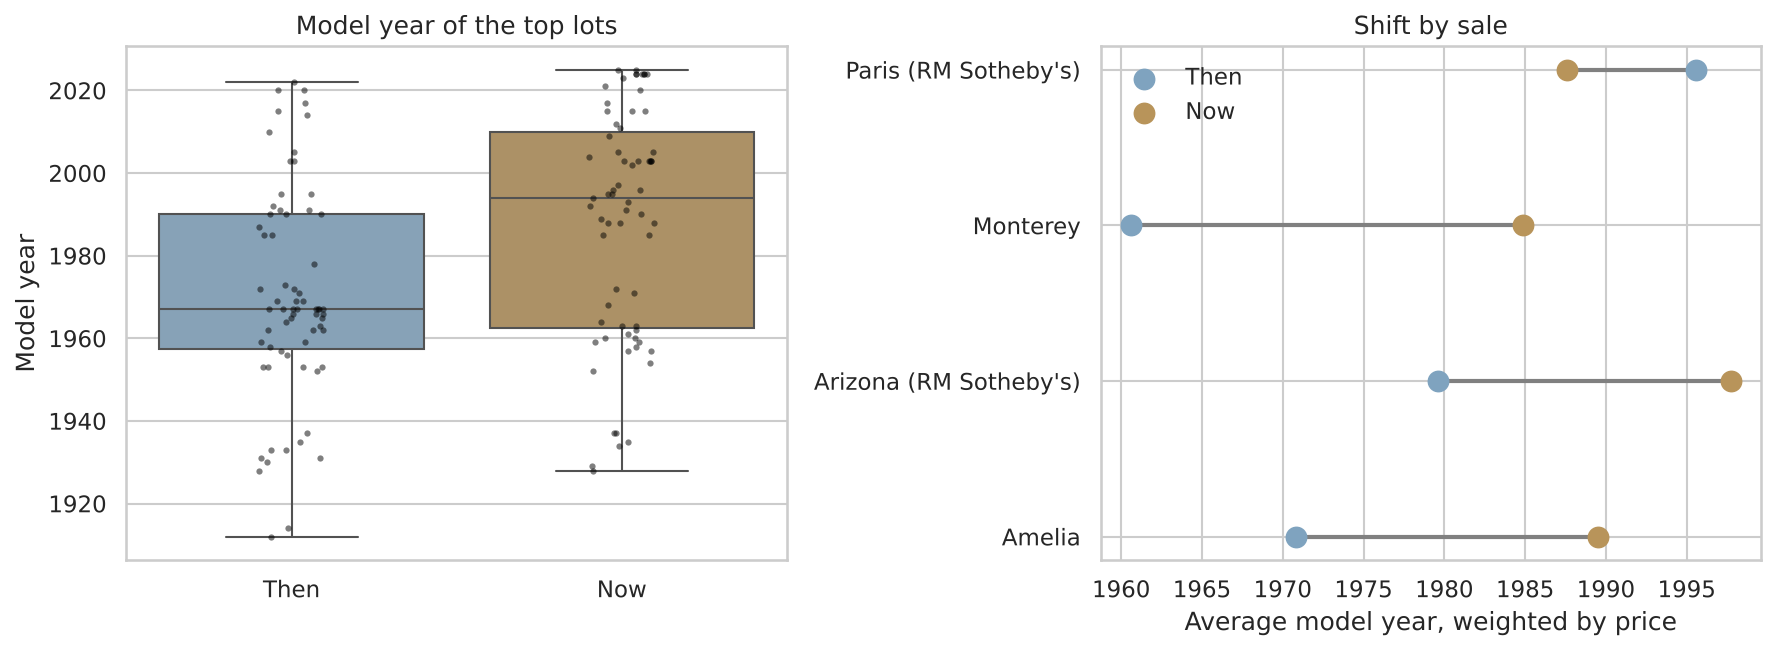 Model year of the top lots
Model year
2020
2000
1980
1960
1940
1920
Then
Now
Shift by sale
Then
Now
Paris (RM Sotheby's)
Monterey
Arizona (RM Sotheby's)
Amelia
1960 1965 1970 1975 1980 1985 1990 1995
Average model year, weighted by price